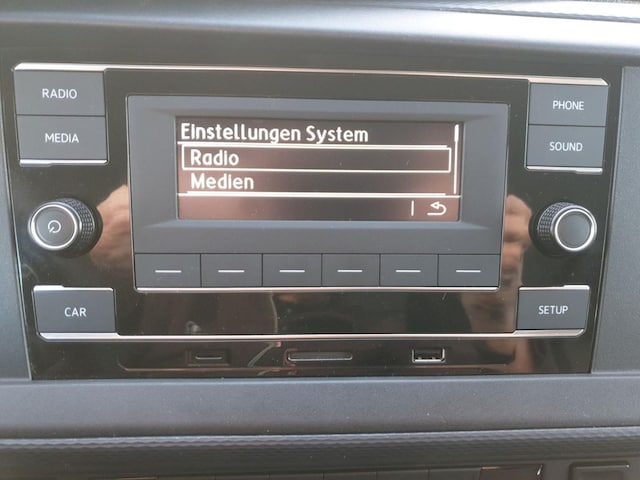 RADIO
MEDIA
Einstellungen System
Radio
Medien
PHONE
SOUND
CAR
SETUP